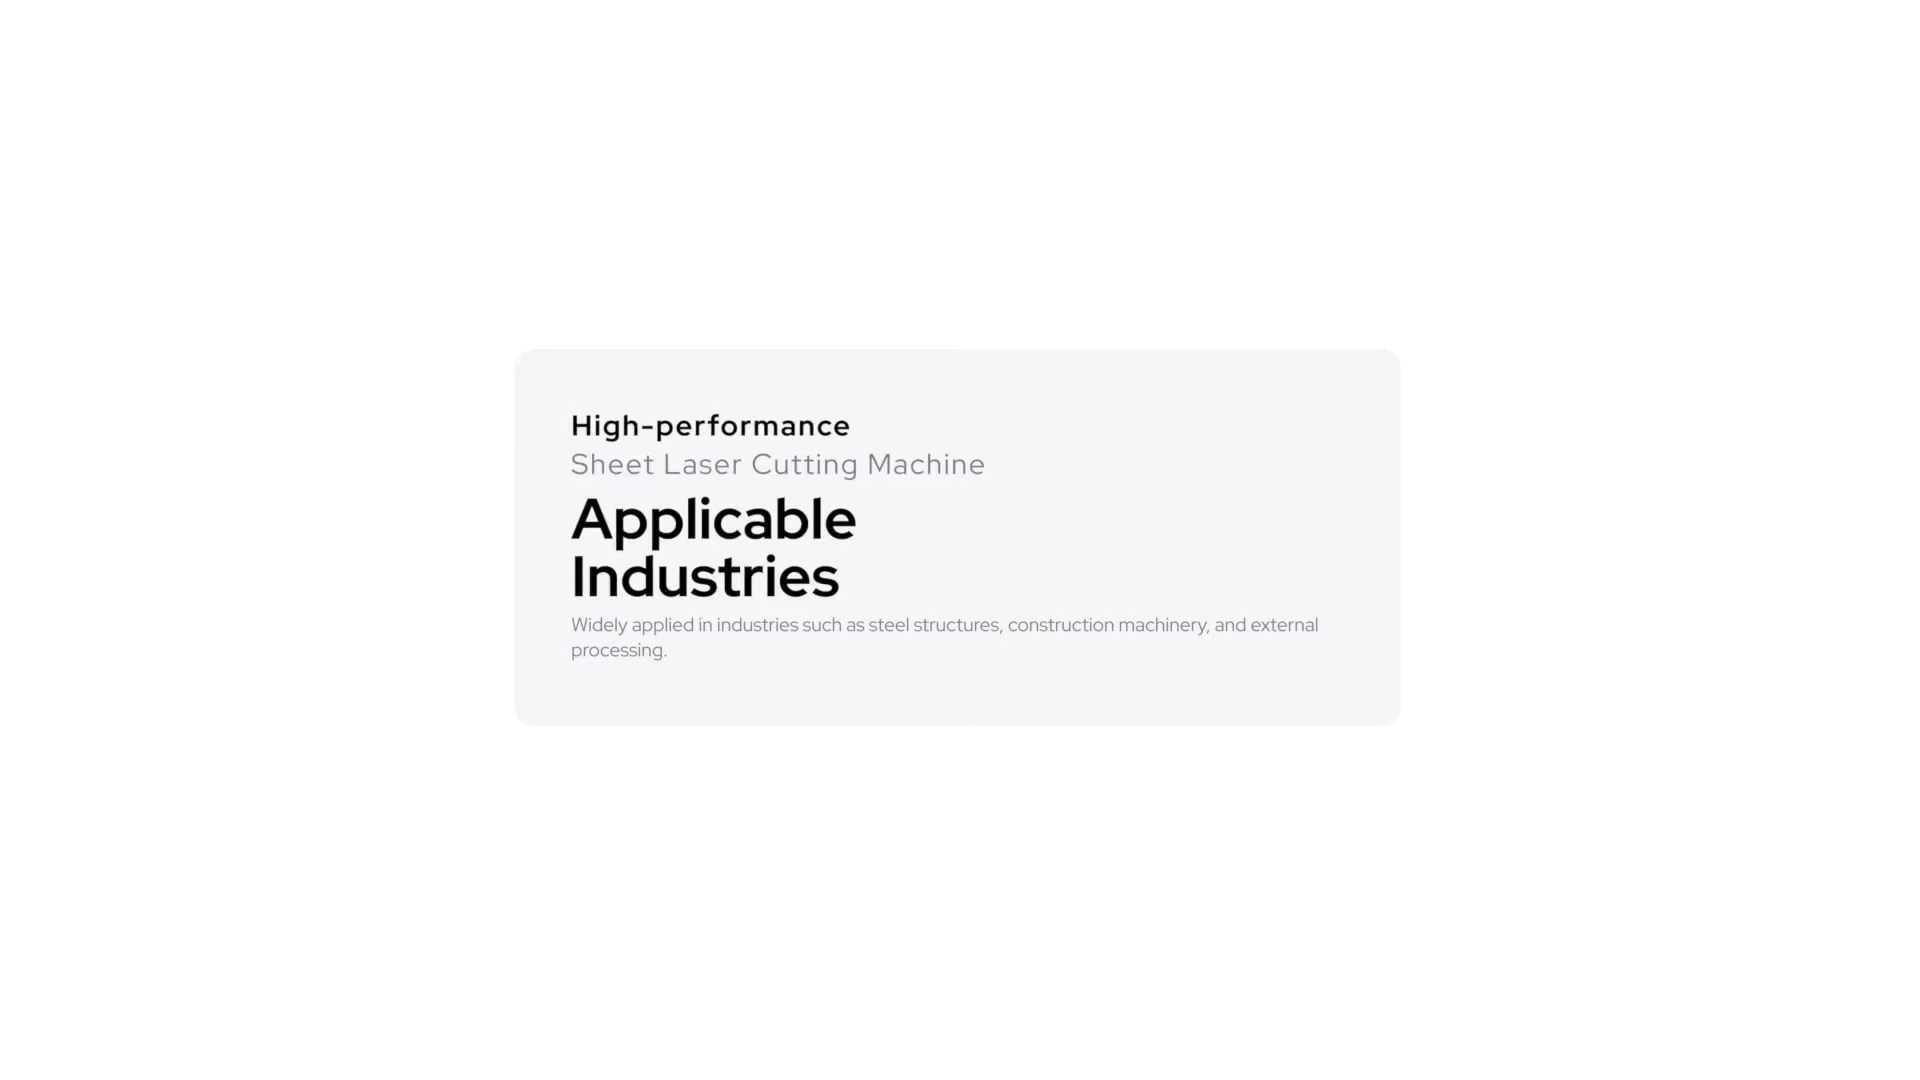 High-performance
Sheet Laser Cutting Machine
Applicable
Industries
Widely applied in industries such as steel structures, construction machinery, and external
processing.